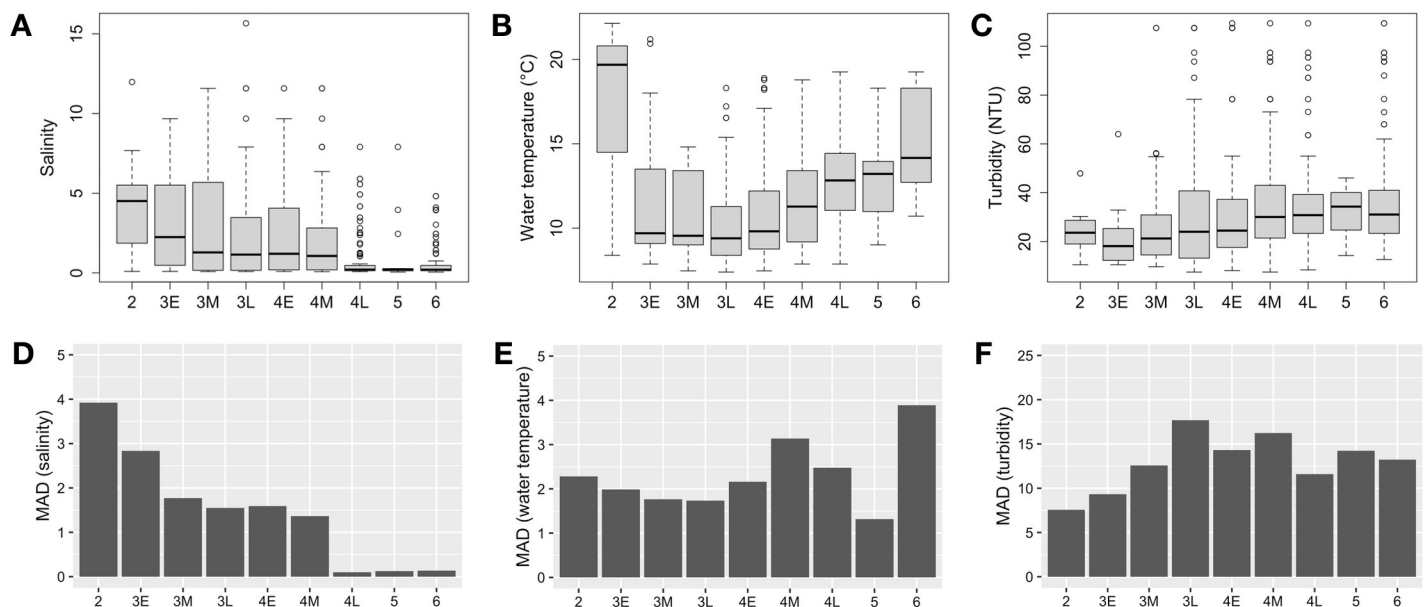 A
Salinity
15
10
5
0
2 3E 3M 3L 4E 4M 4L 5 6
B
Water temperature (°C)
20
15
10
2 3E 3M 3L 4E 4M 4L 5 6
C
Turbidity (NTU)
100
80
60
40
20
2 3E 3M 3L 4E 4M 4L 5 6
D
MAD (salinity)
5
4
3
2
1
0
2 3E 3M 3L 4E 4M 4L 5 6
E
MAD (water temperature)
5
4
3
2
1
0
2 3E 3M 3L 4E 4M 4L 5 6
F
MAD (turbidity)
25
20
15
10
5
0
2 3E 3M 3L 4E 4M 4L 5 6